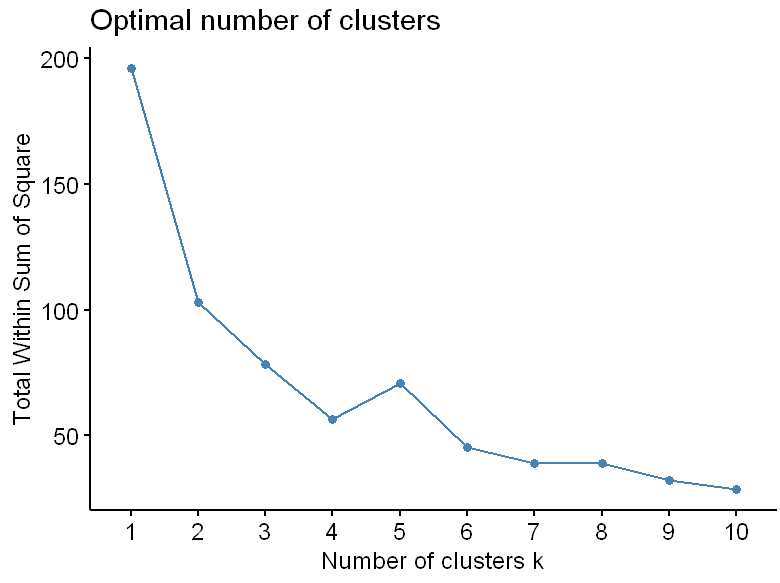 Optimal number of clusters
Total Within Sum of Square
200
150
100
50
1 2 3 4 5 6 7 8 9 10
Number of clusters k